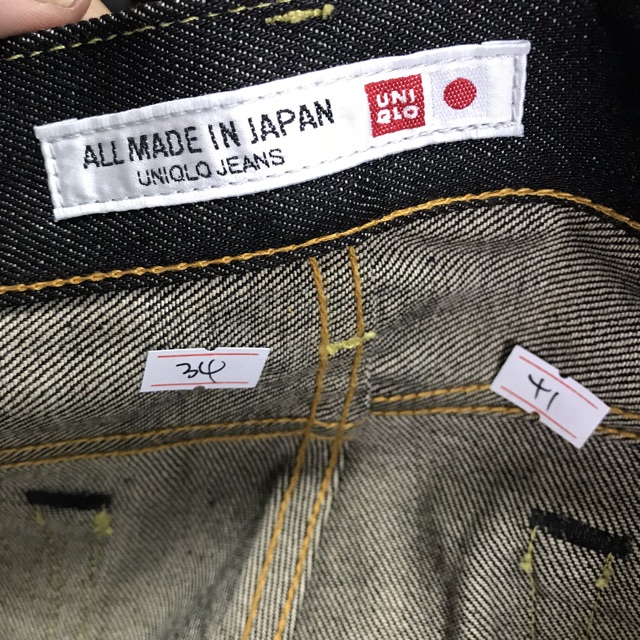 ALL MADE IN JAPAN
UNIQLO JEANS
UNI
QLO
34
41